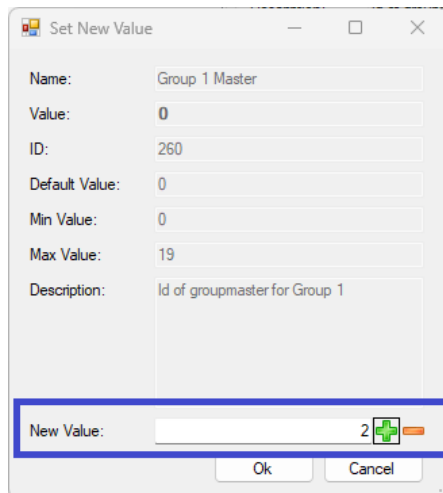 Set New Value
Name: Group 1 Master
Value: 0
ID: 260
Default Value: 0
Min Value: 0
Max Value: 19
Description: Id of groupmaster for Group 1
New Value: 2
Ok Cancel